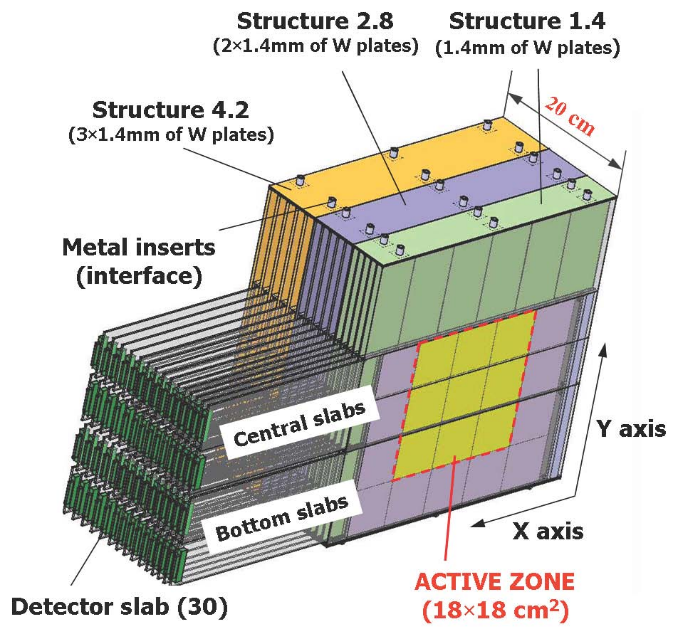 Structure 2.8
(2×1.4mm of W plates)
Structure 1.4
(1.4mm of W plates)
Structure 4.2
(3×1.4mm of W plates)
20 cm
Metal inserts
(interface)
Central slabs
Bottom slabs
Y axis
X axis
ACTIVE ZONE
(18×18 cm²)
Detector slab (30)